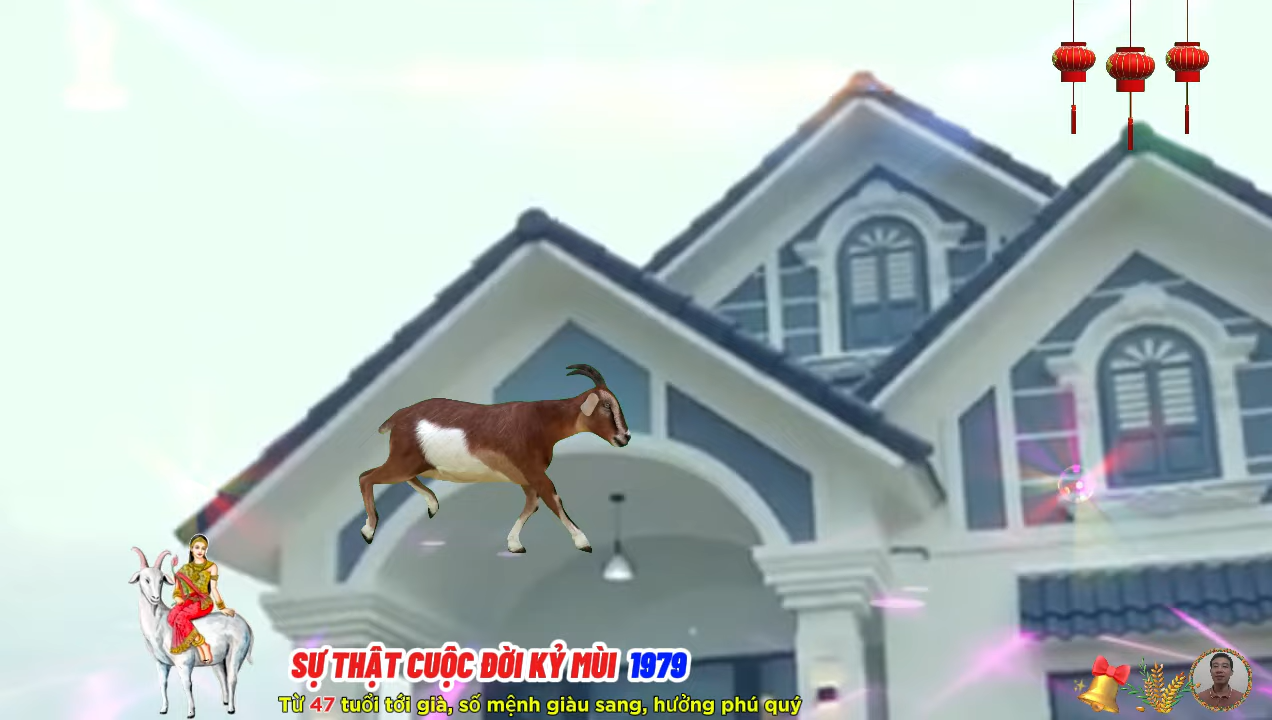 SỰ THẬT CUỘC ĐỜI KỶ MÙI 1979
Từ 47 tuổi tới già, số mệnh giàu sang, hưởng phú quý